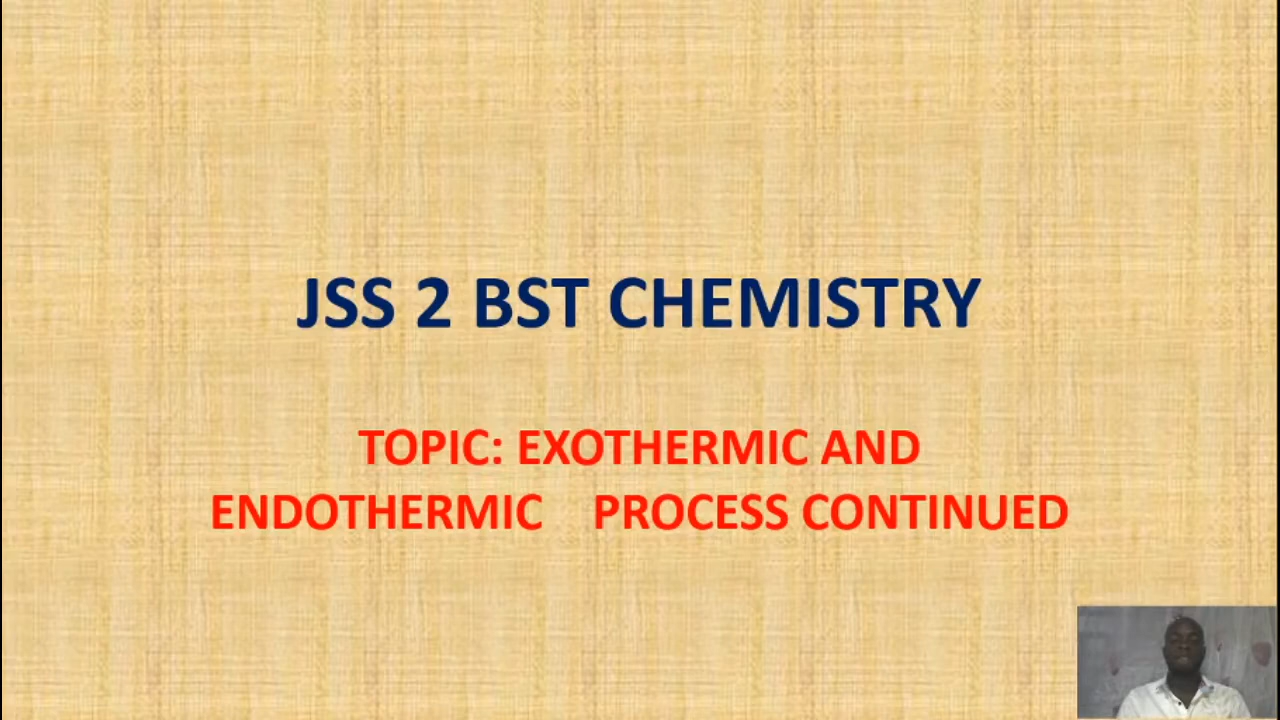 JSS 2 BST CHEMISTRY
TOPIC: EXOTHERMIC AND
ENDOTHERMIC PROCESS CONTINUED